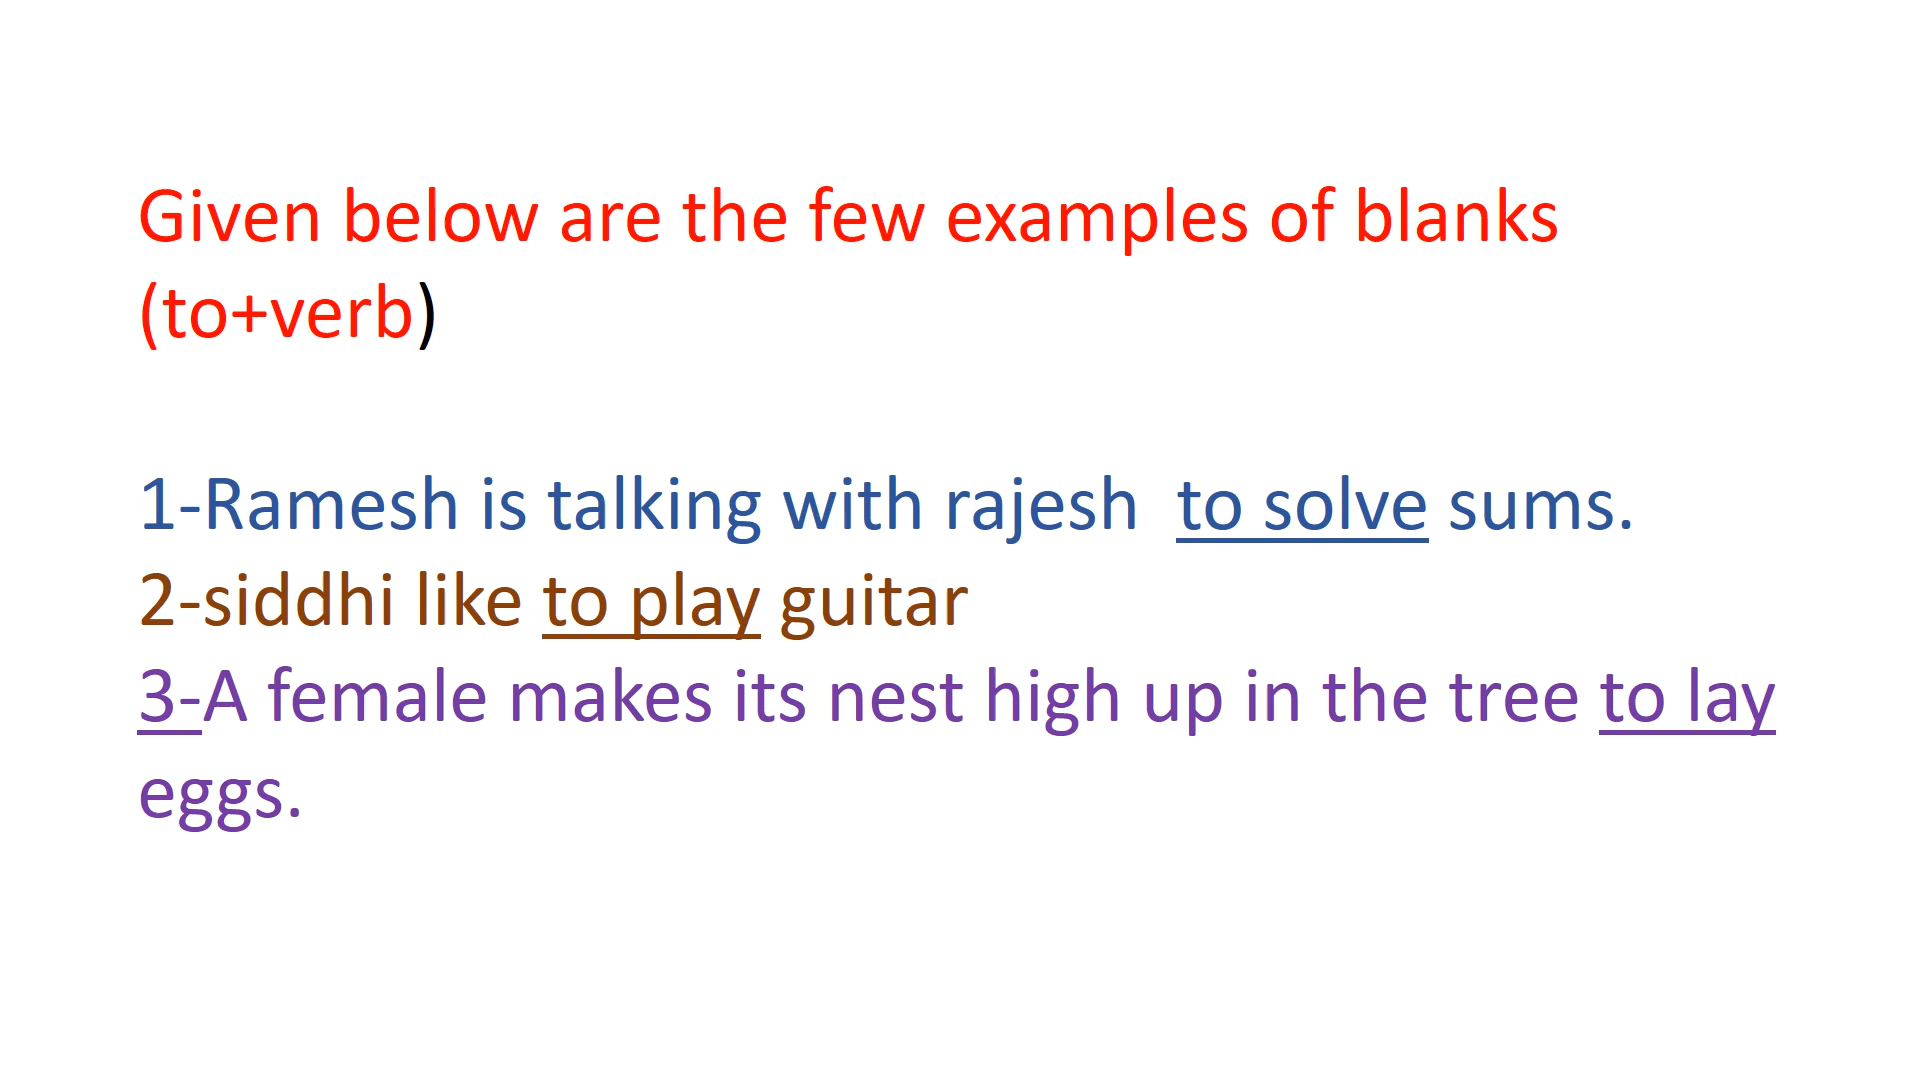 Given below are the few examples of blanks
(to+verb)
1-Ramesh is talking with rajesh  to solve sums.
2-siddhi like to play guitar
3-A female makes its nest high up in the tree to lay
eggs.